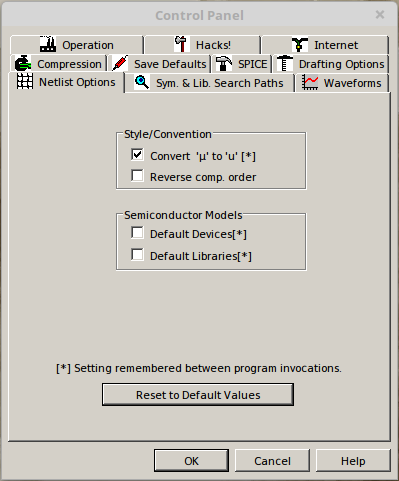 Control Panel
Operation
Hacks!
Internet
Compression
Save Defaults
SPICE
Drafting Options
Netlist Options
Sym. & Lib. Search Paths
Waveforms
Style/Convention
Convert 'µ' to 'u' [*]
Reverse comp. order
Semiconductor Models
Default Devices[*]
Default Libraries[*]
[*] Setting remembered between program invocations.
Reset to Default Values
OK
Cancel
Help